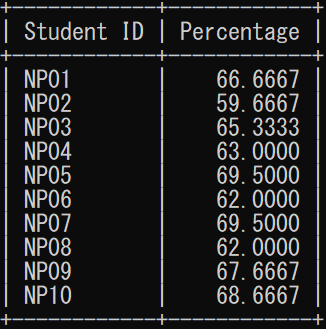 Student ID | Percentage
NP01 | 66.6667
NP02 | 59.6667
NP03 | 65.3333
NP04 | 63.0000
NP05 | 69.5000
NP06 | 62.0000
NP07 | 69.5000
NP08 | 62.0000
NP09 | 67.6667
NP10 | 68.6667